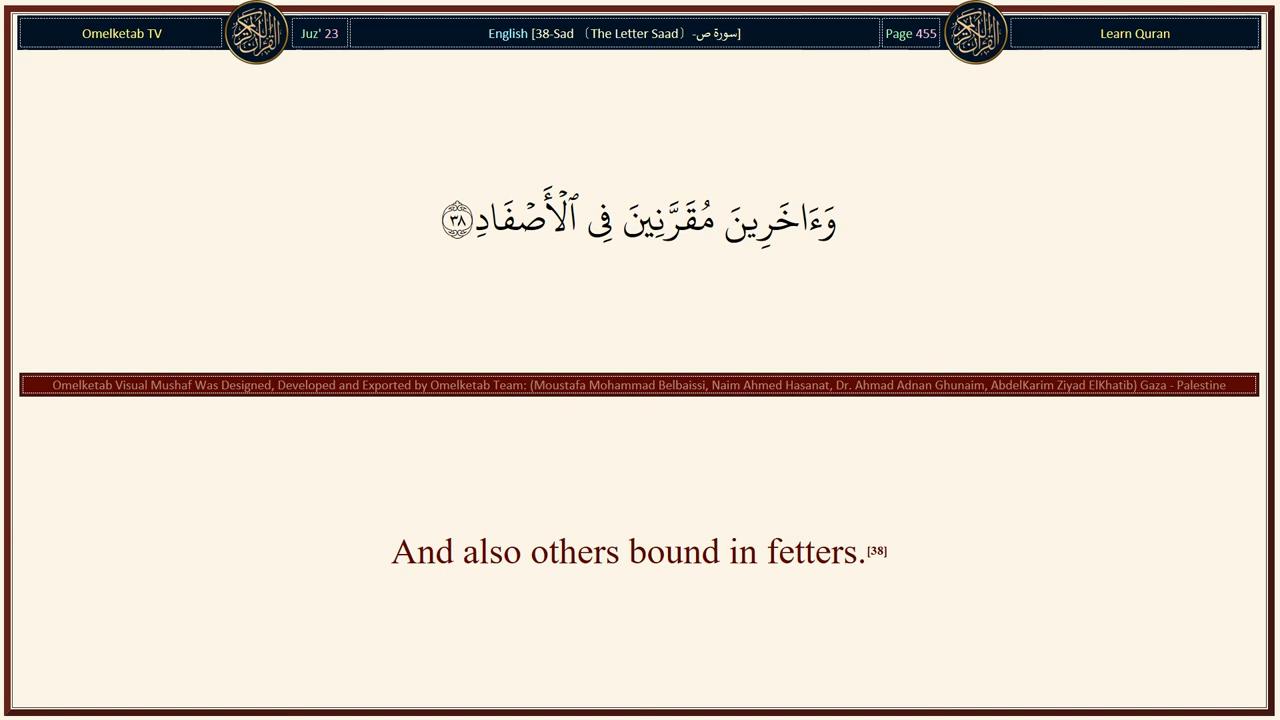 Omelketab TV
Juz' 23
English [38-Sad （The Letter Saad） -سورة ص]
Page 455
Learn Quran
وَءَاخَرِينَ مُقَرَّنِينَ فِى ٱلْأَصْفَادِ ٣٨
Omelketab Visual Mushaf Was Designed, Developed and Exported by Omelketab Team: (Moustafa Mohammad Belbaissi, Naim Ahmed Hasanat, Dr. Ahmad Adnan Ghunaim, AbdelKarim Ziyad ElKhatib) Gaza - Palestine
And also others bound in fetters.[38]